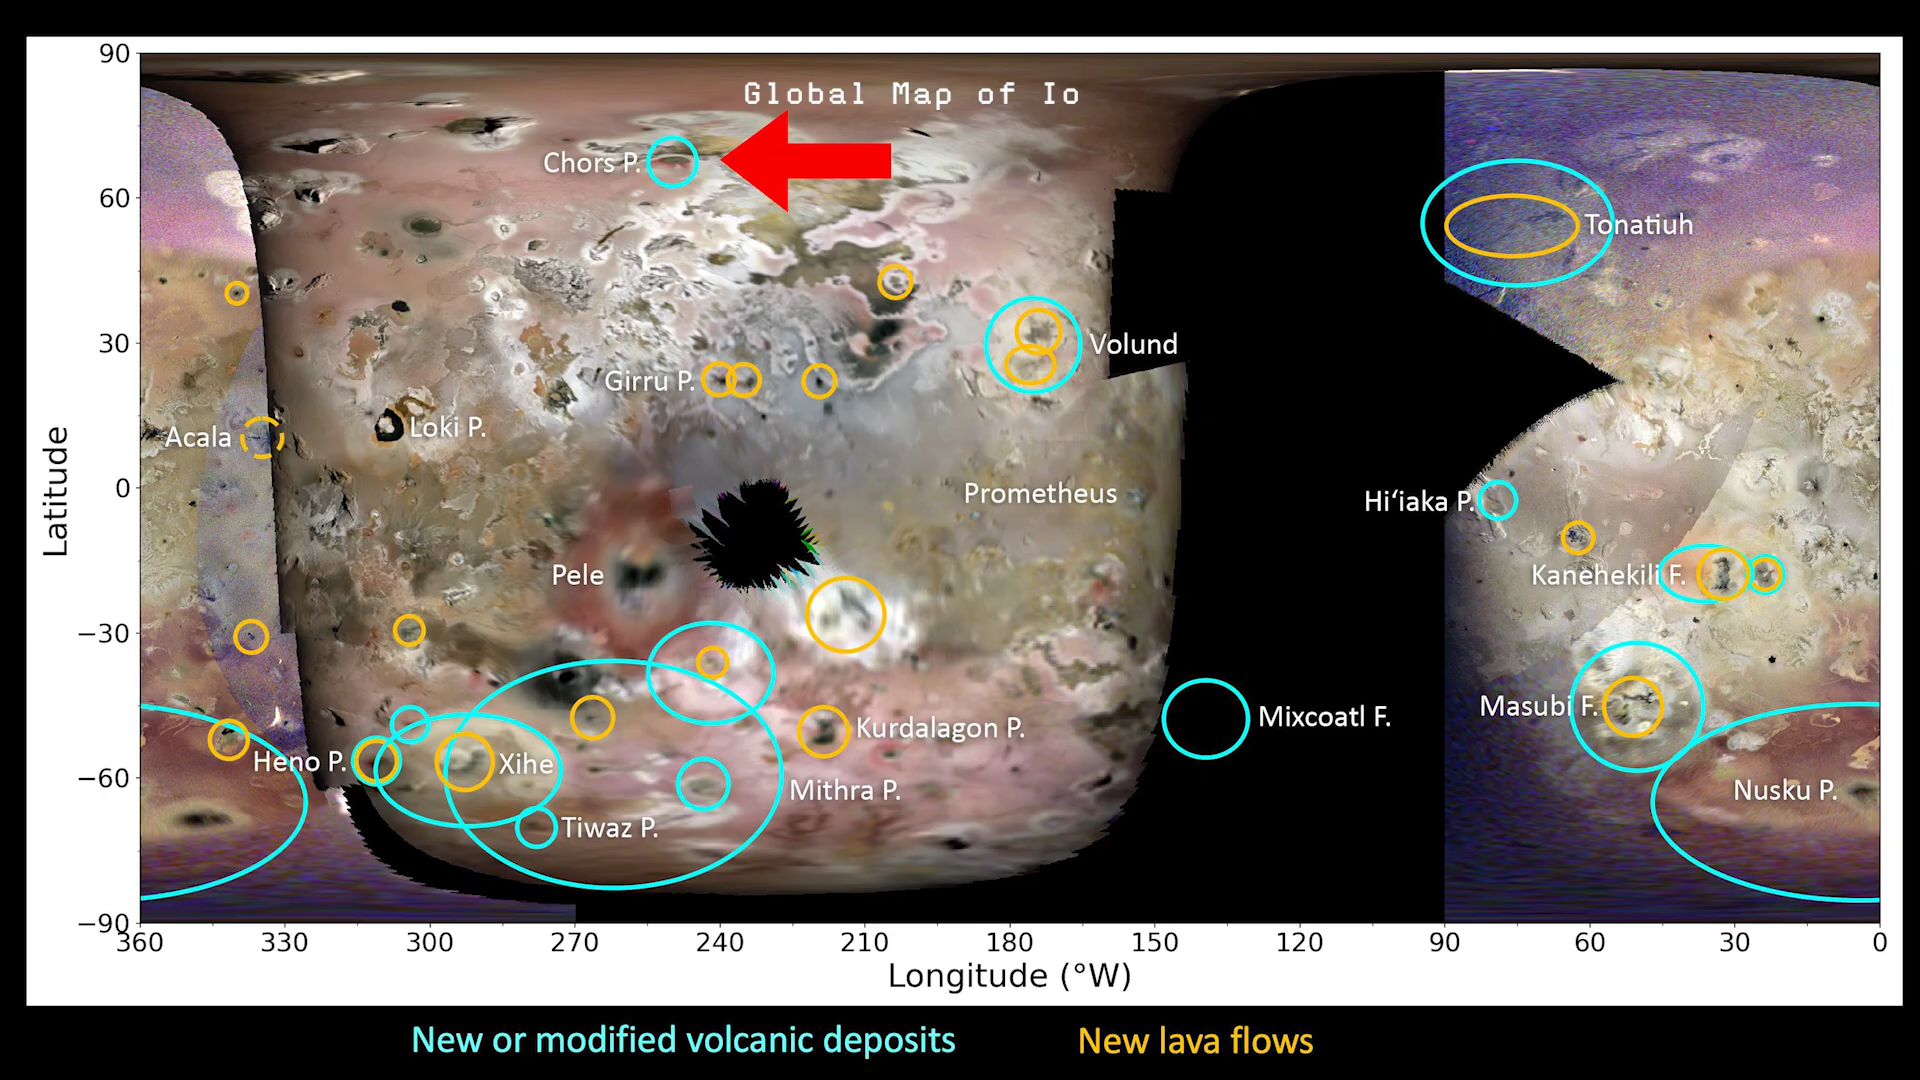 Global Map of Io
90
60
30
0
−30
−60
−90
Latitude
Chors P.
Tonatiuh
Volund
Girru P.
Loki P.
Acala
Prometheus
Hiʻiaka P.
Pele
Kanehekili F.
Masubi F.
Mixcoatl F.
Kurdalagon P.
Heno P.
Xihe
Mithra P.
Nusku P.
Tiwaz P.
360 330 300 270 240 210 180 150 120 90 60 30 0
Longitude (°W)
New or modified volcanic deposits
New lava flows